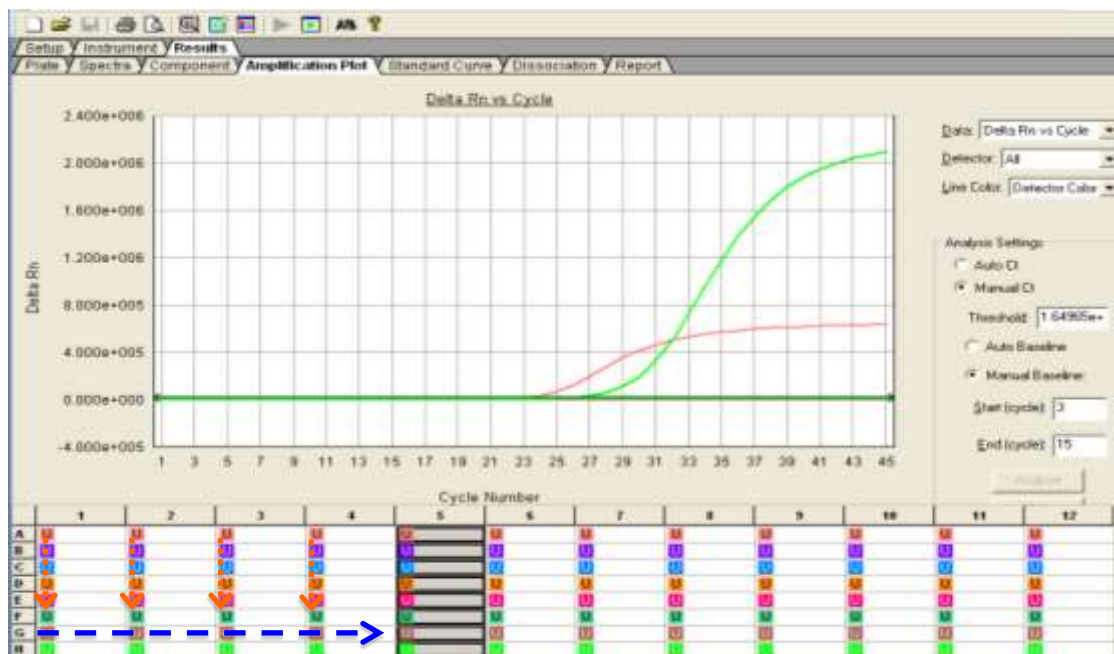 Setup Instrument Results
Plate Spectra Component Amplification Plot Standard Curve Dissociation Report
Delta Rn vs Cycle
2.400e+006
2.000e+006
1.600e+006
1.200e+006
8.000e+005
4.000e+005
0.000e+000
-4.000e+005
Delta Rn
1 3 5 7 9 11 13 15 17 19 21 23 25 27 29 31 33 35 37 39 41 43 45
Cycle Number
Data: Delta Rn vs Cycle
Detector: All
Line Color: Detector Color
Analysis Settings
Auto Ct
Manual Ct
Threshold:
Auto Baseline
Manual Baseline:
Start (cycle): 3
End (cycle): 15
Analyze
1 2 3 4 5 6 7 8 9 10 11 12
A U U U U U U U U U U U U
B U U U U U U U U U U U U
C U U U U U U U U U U U U
D U U U U U U U U U U U U
E U U U U U U U U U U U U
F U U U U U U U U U U U U
G U U U U U U U U U U U U
H U U U U U U U U U U U U